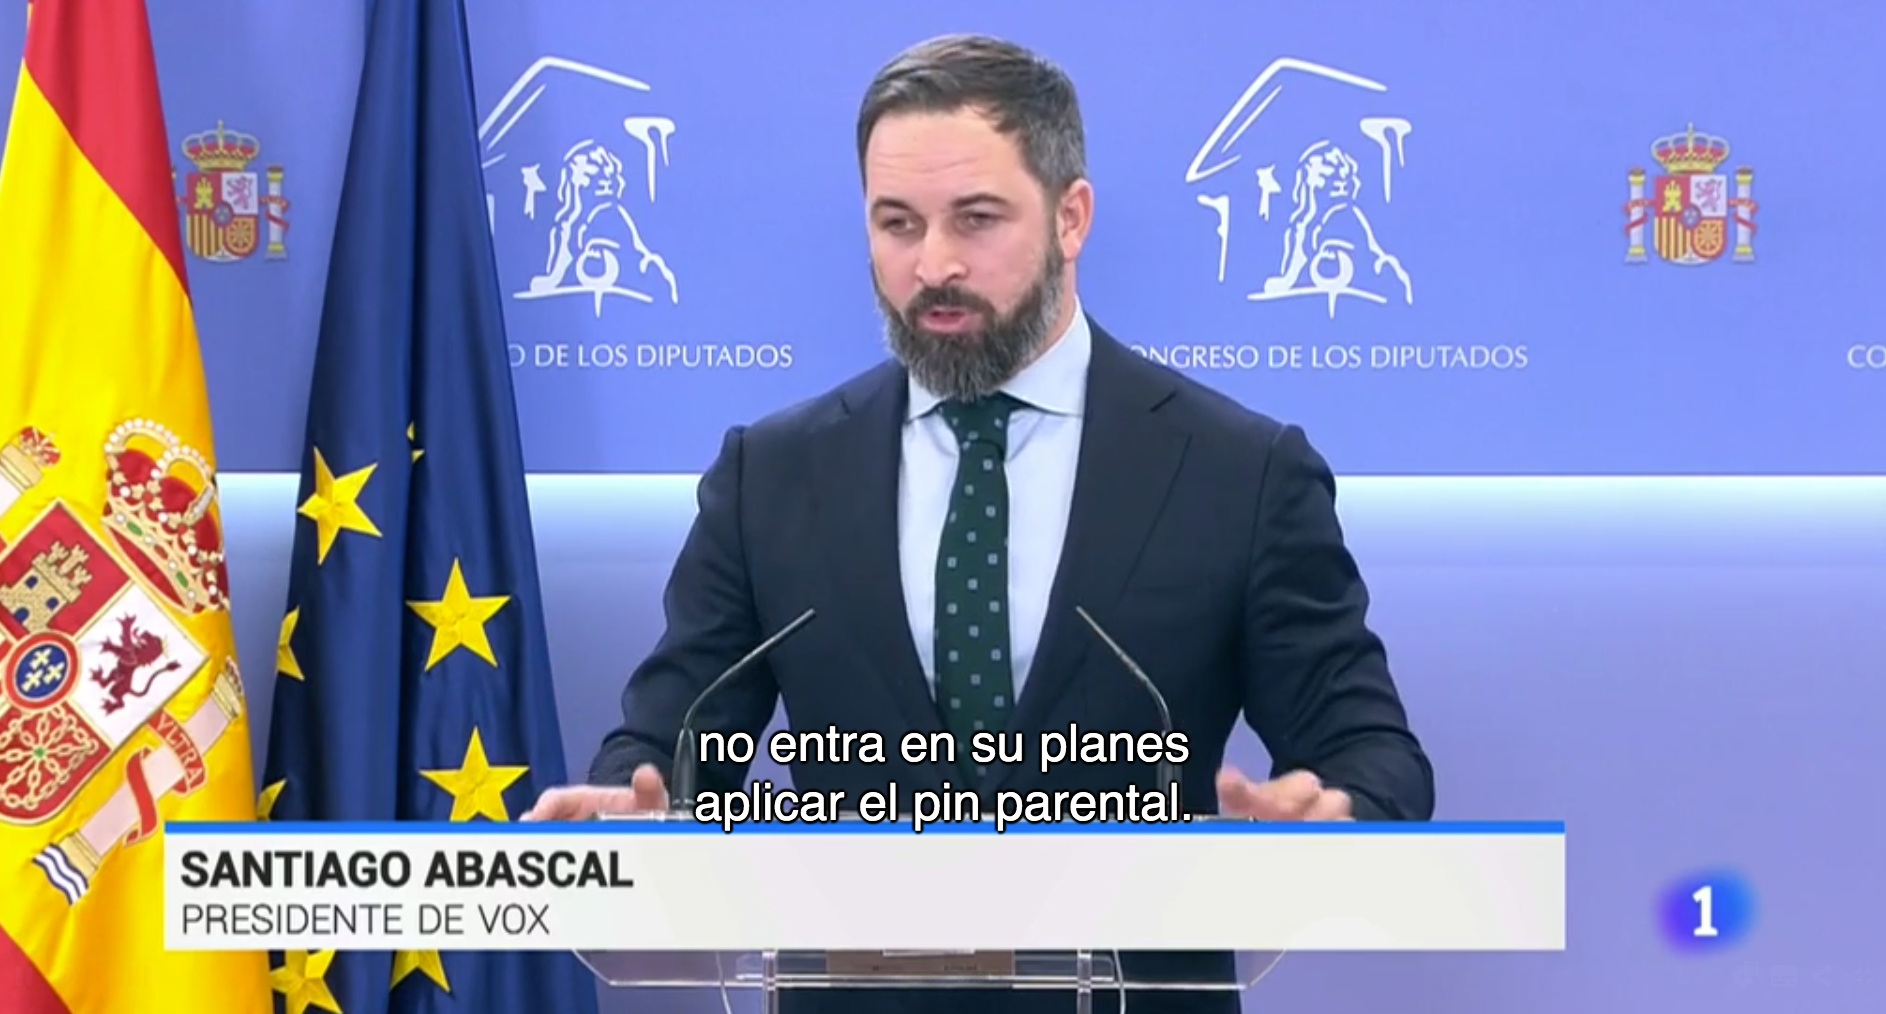 O DE LOS DIPUTADOS
ONGRESO DE LOS DIPUTADOS
CO
VLTRA
no entra en su planes
aplicar el pin parental.
SANTIAGO ABASCAL
PRESIDENTE DE VOX
1